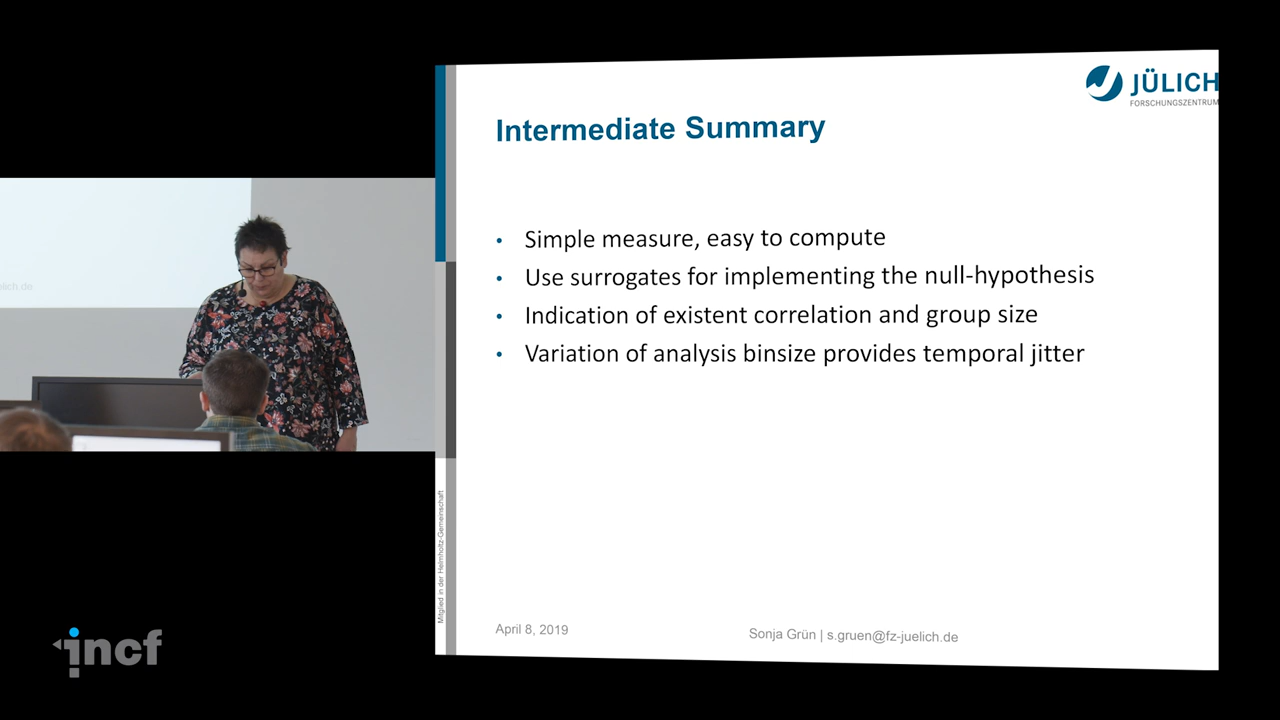 JÜLICH
FORSCHUNGSZENTRUM
Intermediate Summary
• Simple measure, easy to compute
• Use surrogates for implementing the null-hypothesis
• Indication of existent correlation and group size
• Variation of analysis binsize provides temporal jitter
Mitglied in der Helmholtz-Gemeinschaft
April 8, 2019
Sonja Grün | s.gruen@fz-juelich.de
incf